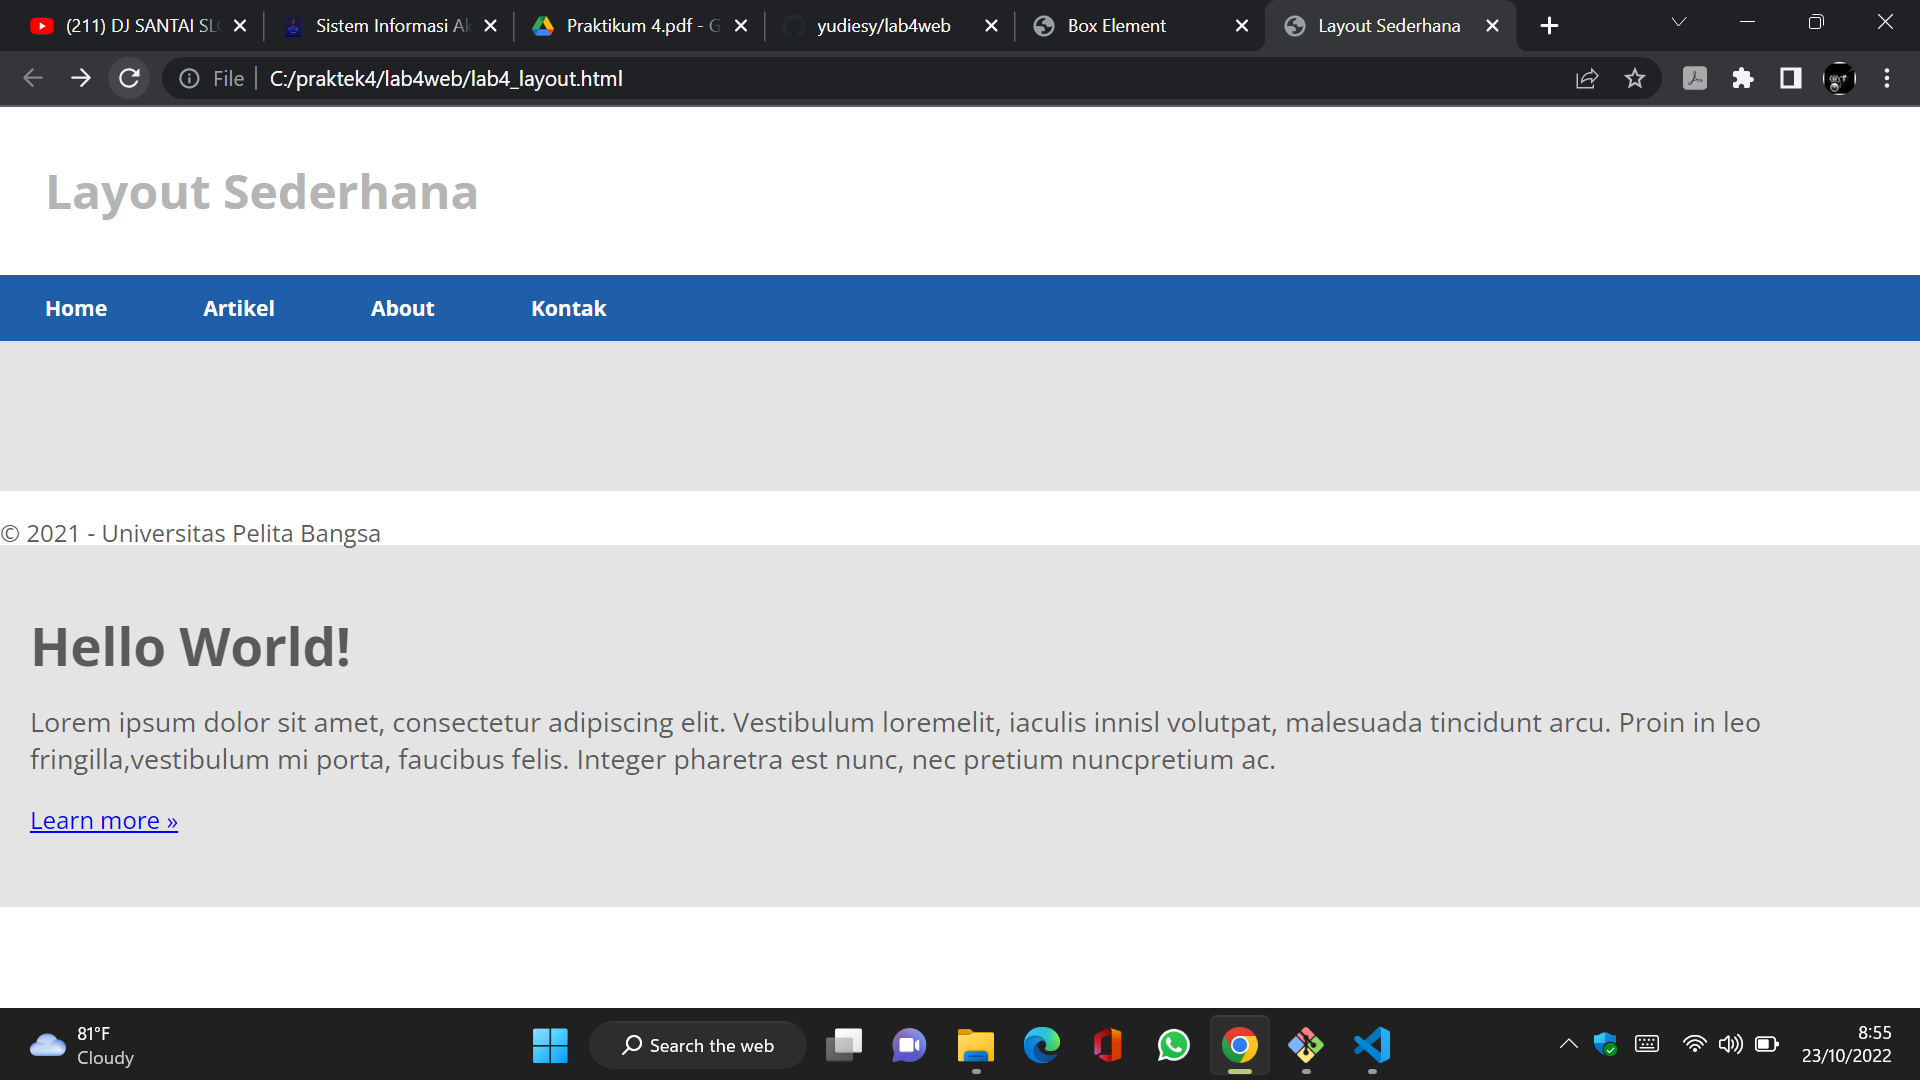 (211) DJ SANTAI SL
Sistem Informasi Ak
Praktikum 4.pdf - G
yudiesy/lab4web
Box Element
Layout Sederhana
File
C:/praktek4/lab4web/lab4_layout.html
Layout Sederhana
Home
Artikel
About
Kontak
© 2021 - Universitas Pelita Bangsa
Hello World!
Lorem ipsum dolor sit amet, consectetur adipiscing elit. Vestibulum loremelit, iaculis innisl volutpat, malesuada tincidunt arcu. Proin in leo
fringilla,vestibulum mi porta, faucibus felis. Integer pharetra est nunc, nec pretium nuncpretium ac.
Learn more »
81°F
Cloudy
Search the web
8:55
23/10/2022